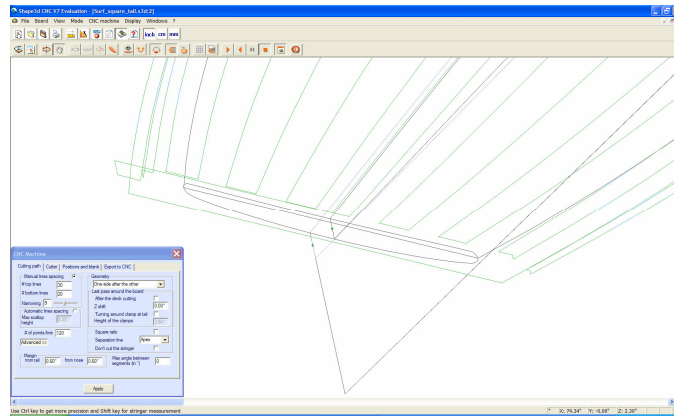 Shape3d CNC V7 Evaluation - [Surf_square_tail.s3d:2]
File Board View Mode CNC machine Display Windows ?
inch cm mm
CNC Machine
Cutting path Cutter Positions and blank Export to CNC
Manual lines spacing
# top lines 30
# bottom lines 20
Narrowing 9
Automatic lines spacing
Max scallop height
# of points/line 120
Advanced >>
Geometry
One side after the other
Last pass around the board
After the deck cutting
Z shift 0.00"
Turning around clamp at tail
Height of the clamps
Square rails
Separation line Apex
Don't cut the stringer
Margin
from tail 0.60" from nose 0.60" Max angle between segments (in °) 0
Apply
Use Ctrl key to get more precision and Shift key for stringer measurement
X: 74.34" Y: -0.00" Z: 2.30"